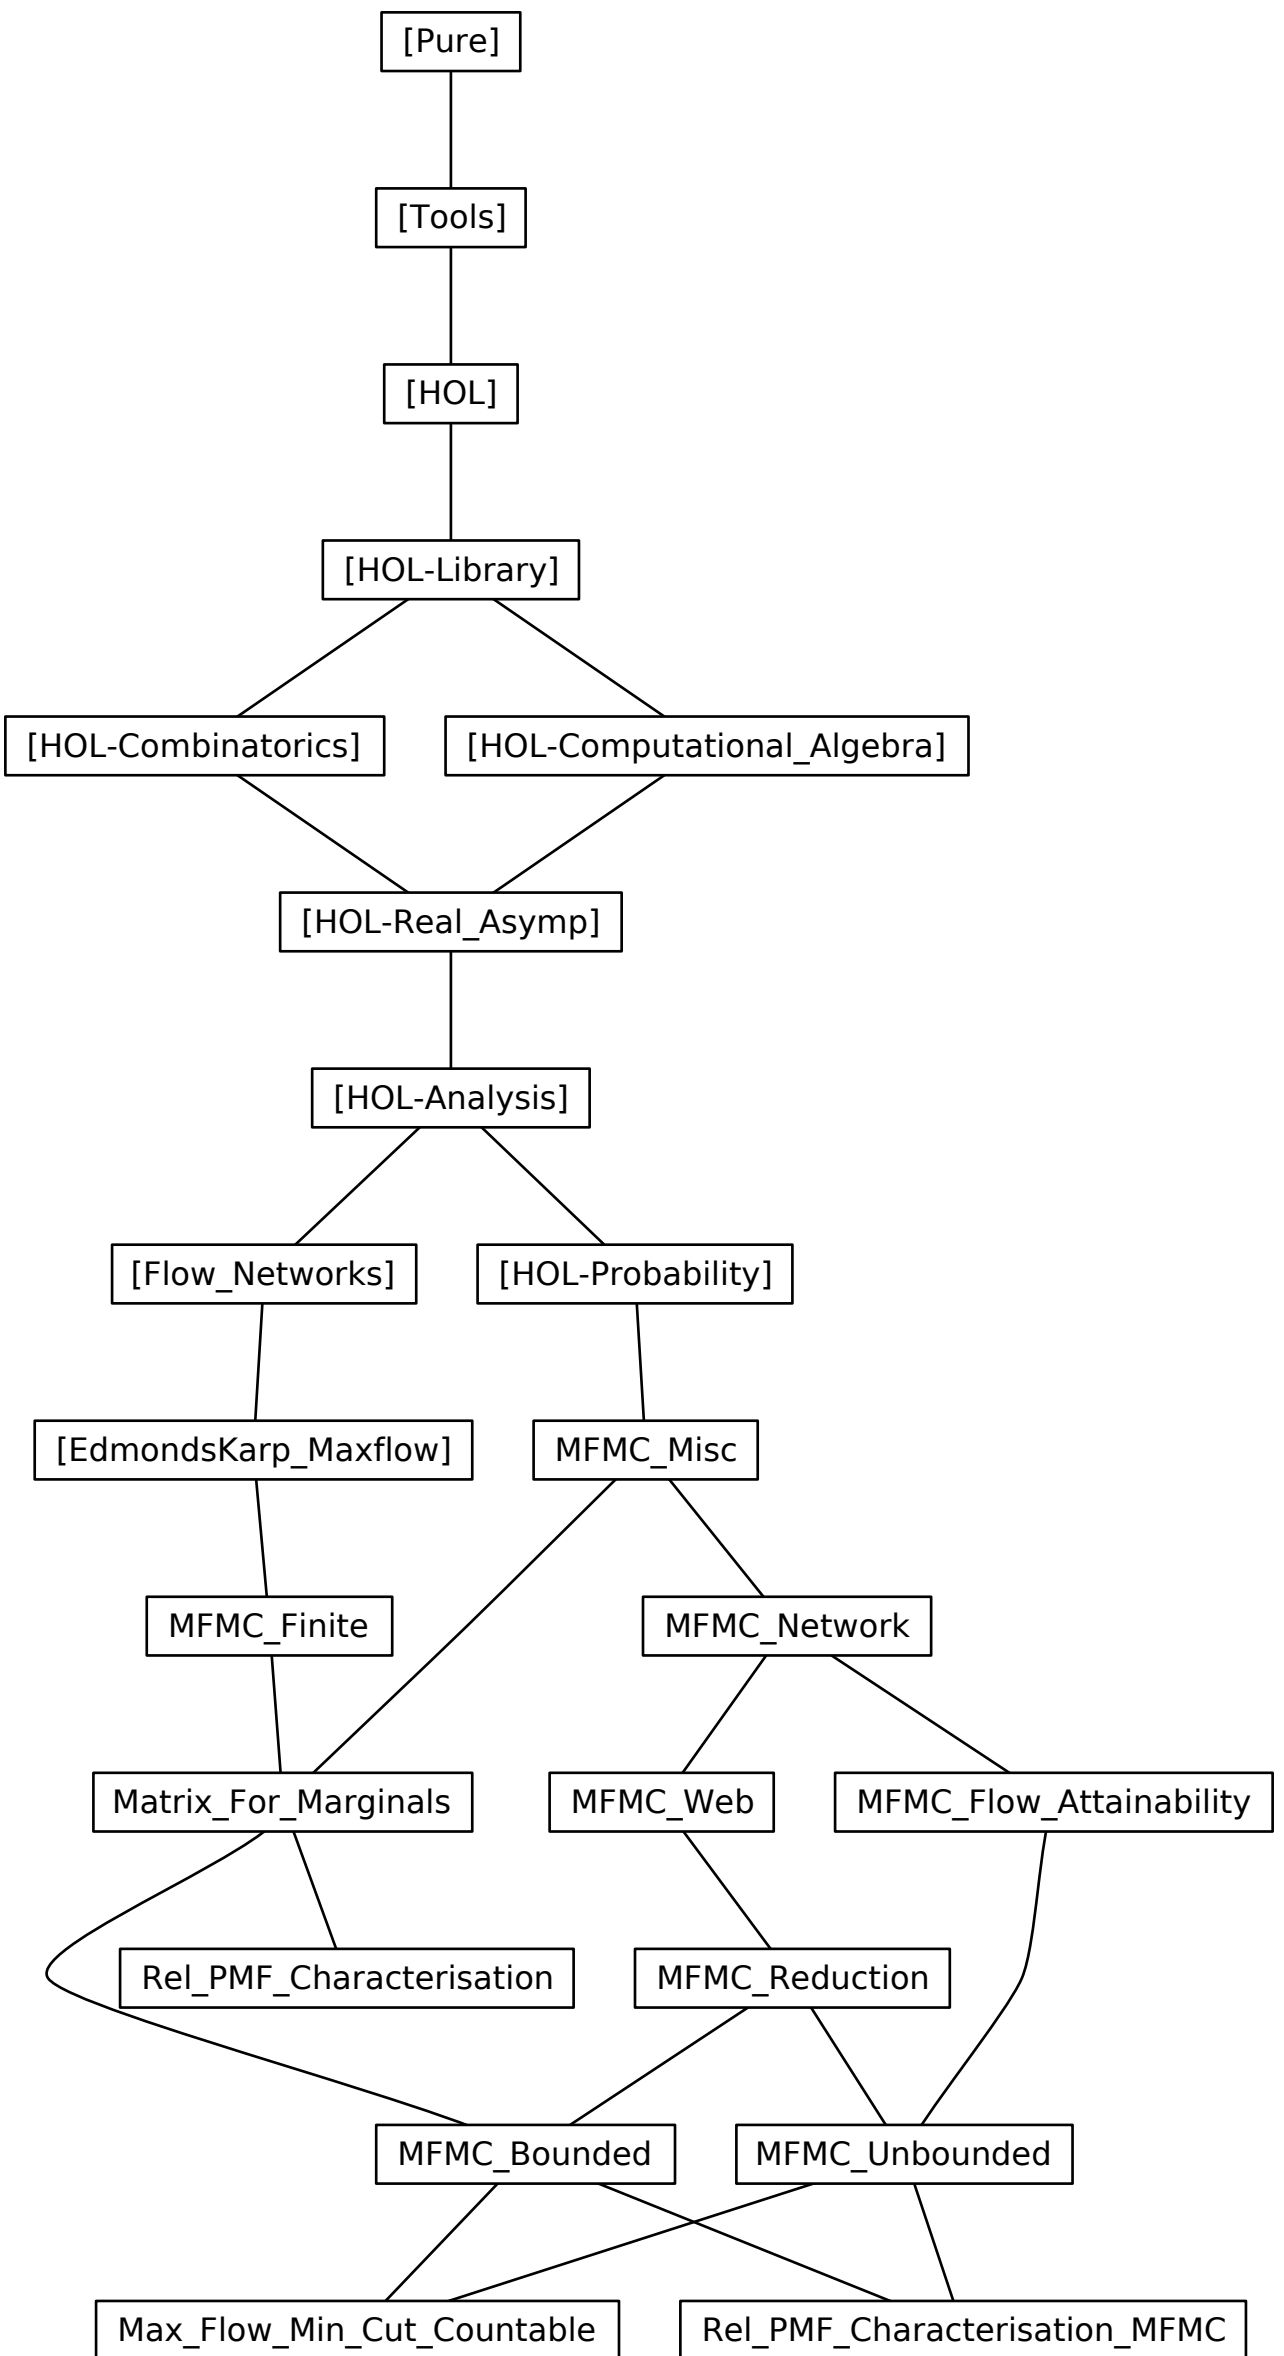 [Pure]
[Tools]
[HOL]
[HOL-Library]
[HOL-Combinatorics]
[HOL-Computational_Algebra]
[HOL-Real_Asymp]
[HOL-Analysis]
[Flow_Networks]
[HOL-Probability]
[EdmondsKarp_Maxflow]
MFMC_Misc
MFMC_Finite
MFMC_Network
Matrix_For_Marginals
MFMC_Web
MFMC_Flow_Attainability
Rel_PMF_Characterisation
MFMC_Reduction
MFMC_Bounded
MFMC_Unbounded
Max_Flow_Min_Cut_Countable
Rel_PMF_Characterisation_MFMC